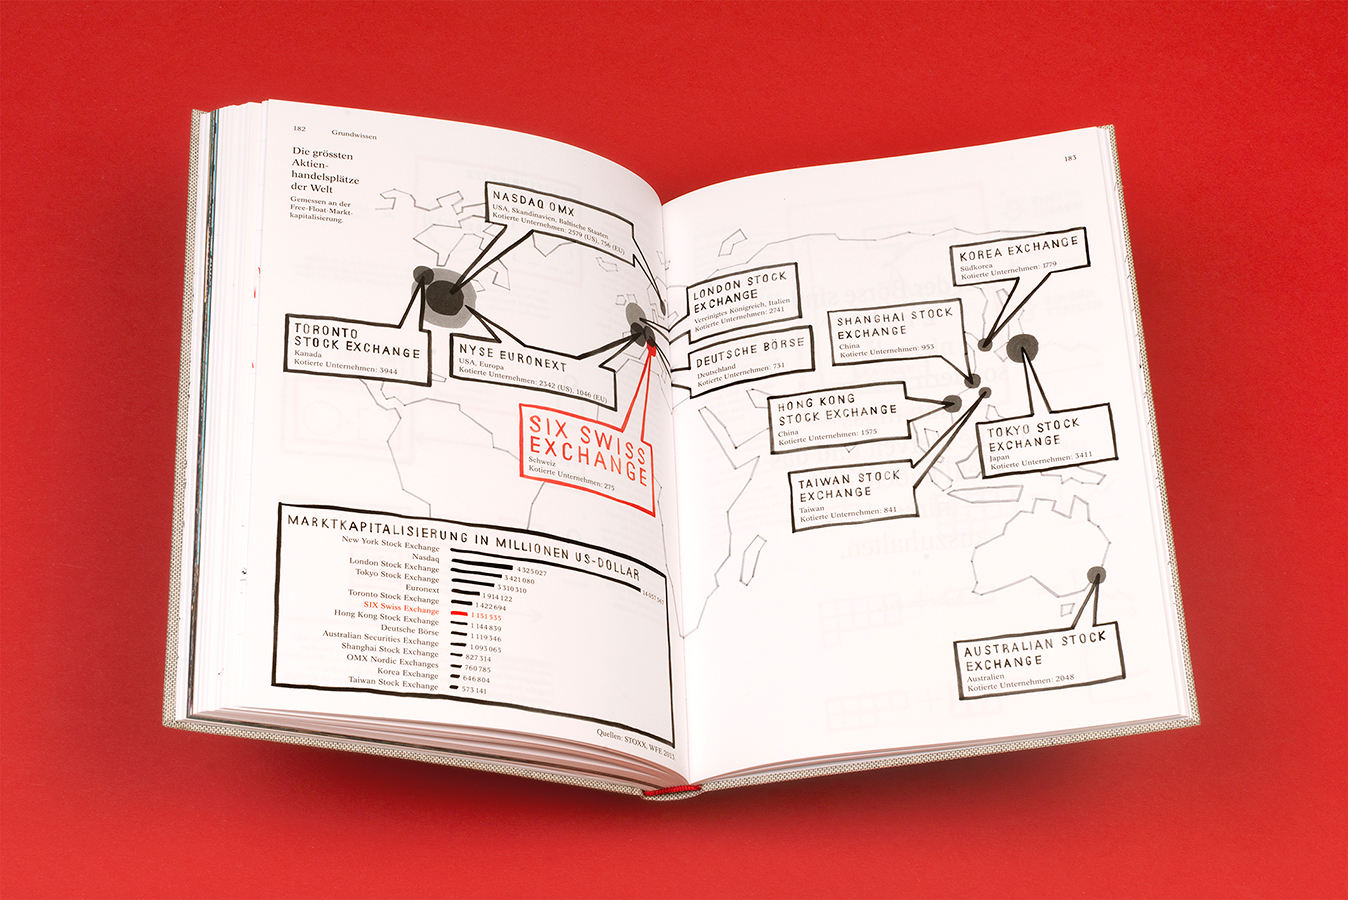 182 Grundwissen
Die grössten
Aktien-
handelsplätze
der Welt
Gemessen an der
Free-Float-Markt-
kapitalisierung.
NASDAQ OMX
USA, Skandinavien, Baltische Staaten
Kotierte Unternehmen: 2579 (US), 756 (EU)
TORONTO
STOCK EXCHANGE
Kanada
Kotierte Unternehmen: 3944
NYSE EURONEXT
USA, Europa
Kotierte Unternehmen: 2342 (US), 1046 (EU)
SIX SWISS
EXCHANGE
Schweiz
Kotierte Unternehmen: 275
MARKTKAPITALISIERUNG IN MILLIONEN US-DOLLAR
New York Stock Exchange 14 057 067
Nasdaq 4 325 027
London Stock Exchange 3 421 080
Tokyo Stock Exchange 3 310 310
Euronext 1 914 122
Toronto Stock Exchange 1 422 694
SIX Swiss Exchange 1 151 535
Hong Kong Stock Exchange 1 144 839
Deutsche Börse 1 119 546
Australian Securities Exchange 1 093 065
Shanghai Stock Exchange 827 314
OMX Nordic Exchanges 760 785
Korea Exchange 646 804
Taiwan Stock Exchange 573 141
Quellen: STOXX, WFE 2013
183
LONDON STOCK
EXCHANGE
Vereinigtes Königreich, Italien
Kotierte Unternehmen: 2741
DEUTSCHE BÖRSE
Deutschland
Kotierte Unternehmen: 731
KOREA EXCHANGE
Südkorea
Kotierte Unternehmen: 1779
SHANGHAI STOCK
EXCHANGE
China
Kotierte Unternehmen: 953
HONG KONG
STOCK EXCHANGE
China
Kotierte Unternehmen: 1575
TOKYO STOCK
EXCHANGE
Japan
Kotierte Unternehmen: 3411
TAIWAN STOCK
EXCHANGE
Taiwan
Kotierte Unternehmen: 841
AUSTRALIAN STOCK
EXCHANGE
Australien
Kotierte Unternehmen: 2048